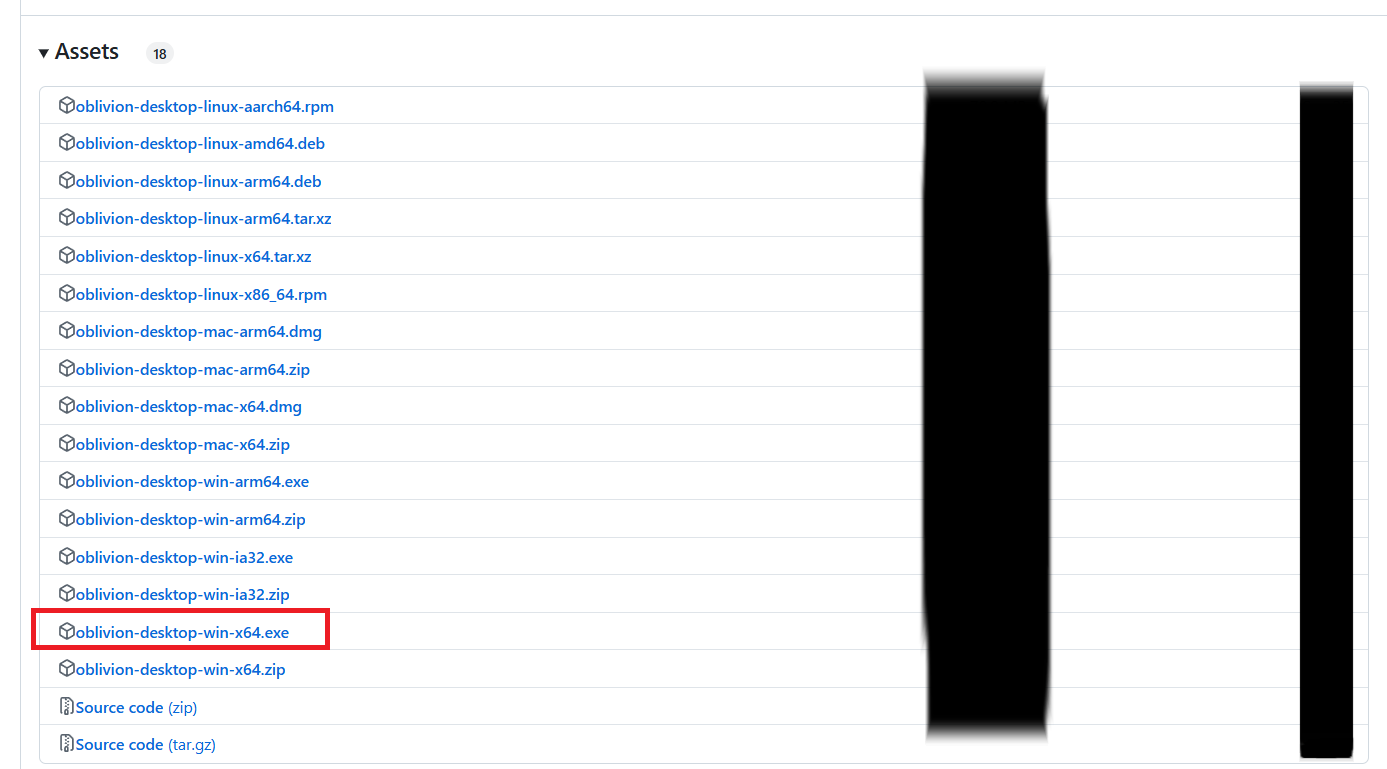 Assets 18
oblivion-desktop-linux-aarch64.rpm
oblivion-desktop-linux-amd64.deb
oblivion-desktop-linux-arm64.deb
oblivion-desktop-linux-arm64.tar.xz
oblivion-desktop-linux-x64.tar.xz
oblivion-desktop-linux-x86_64.rpm
oblivion-desktop-mac-arm64.dmg
oblivion-desktop-mac-arm64.zip
oblivion-desktop-mac-x64.dmg
oblivion-desktop-mac-x64.zip
oblivion-desktop-win-arm64.exe
oblivion-desktop-win-arm64.zip
oblivion-desktop-win-ia32.exe
oblivion-desktop-win-ia32.zip
oblivion-desktop-win-x64.exe
oblivion-desktop-win-x64.zip
Source code (zip)
Source code (tar.gz)